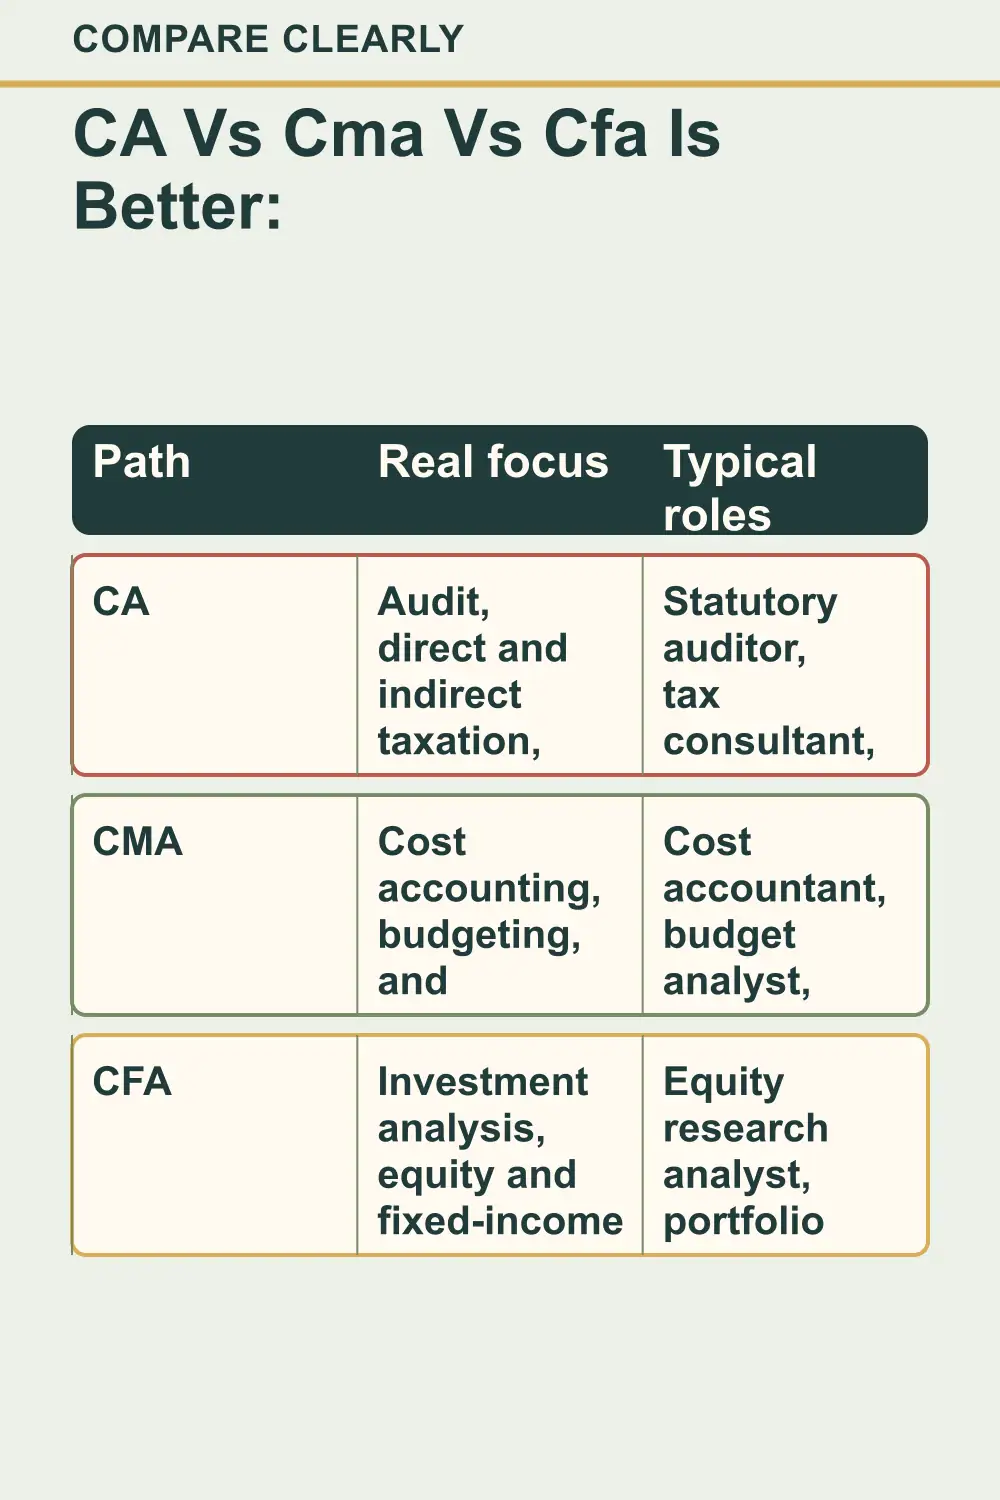 COMPARE CLEARLY
CA Vs Cma Vs Cfa Is
Better:
Path
Real focus
Typical
roles
CA
Audit,
direct and
indirect
taxation,
Statutory
auditor,
tax
consultant,
CMA
Cost
accounting,
budgeting,
and
Cost
accountant,
budget
analyst,
CFA
Investment
analysis,
equity and
fixed-income
Equity
research
analyst,
portfolio